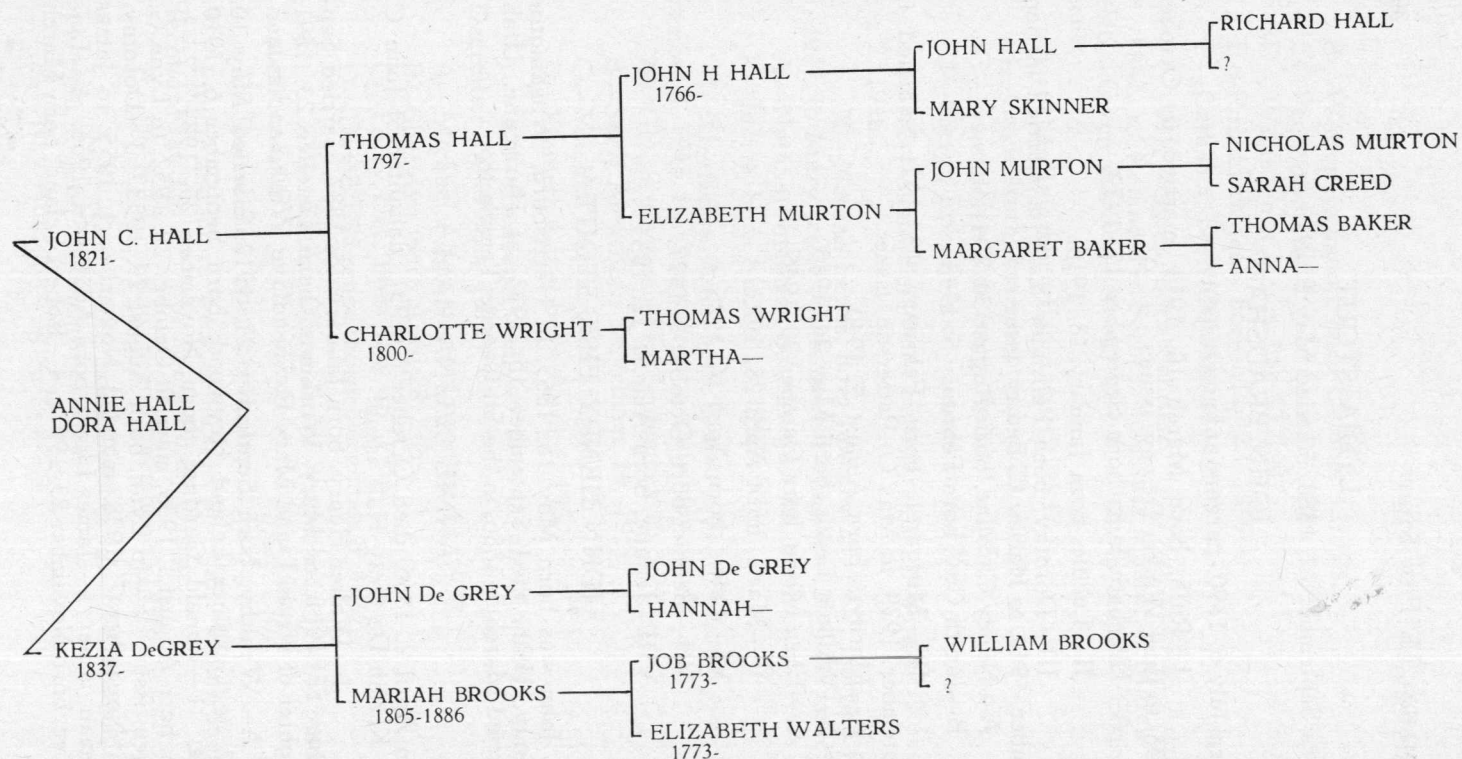 RICHARD HALL
?
JOHN HALL
MARY SKINNER
JOHN H HALL
1766-
THOMAS HALL
1797-
NICHOLAS MURTON
SARAH CREED
JOHN MURTON
ELIZABETH MURTON
THOMAS BAKER
MARGARET BAKER
ANNA—
JOHN C. HALL
1821-
CHARLOTTE WRIGHT
1800-
THOMAS WRIGHT
MARTHA—
ANNIE HALL
DORA HALL
JOHN De GREY
JOHN De GREY
HANNAH—
KEZIA DeGREY
1837-
MARIAH BROOKS
1805-1886
JOB BROOKS
1773-
WILLIAM BROOKS
?
ELIZABETH WALTERS
1773-